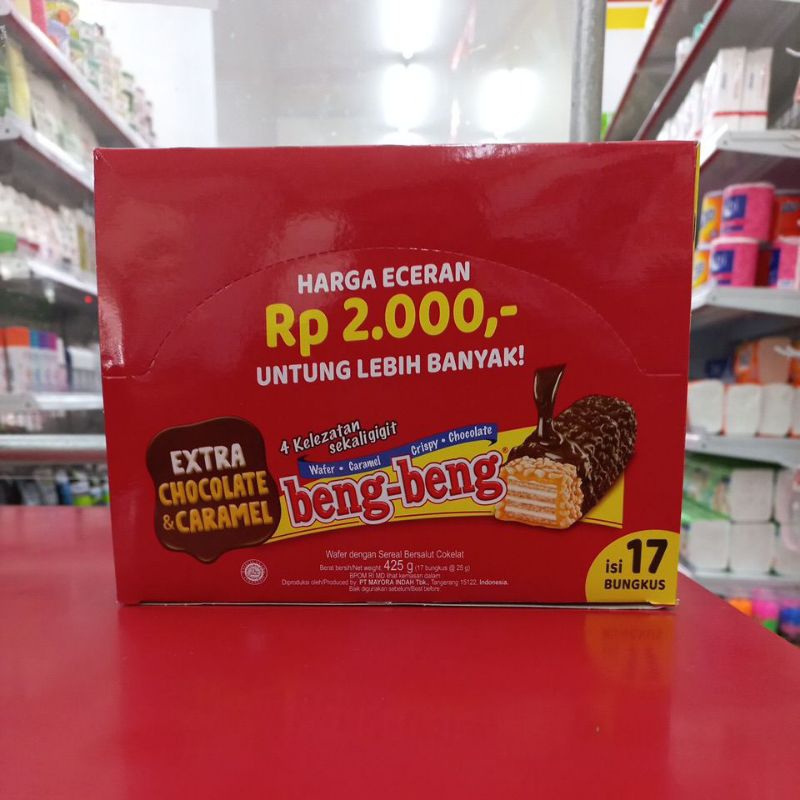 HARGA ECERAN
Rp 2.000,-
UNTUNG LEBIH BANYAK!
4 Kelezatan
sekaligigit
Wafer • Caramel Crispy • Chocolate
EXTRA
CHOCOLATE
& CARAMEL
beng-beng
Wafer dengan Sereal Bersalut Cokelat
Berat bersih/Net weight: 425 g (17 bungkus @ 25 g)
BPOM RI MD lihat kemasan dalam
Diproduksi oleh/Produced by: PT MAYORA INDAH Tbk., Tangerang 15122, Indonesia.
Baik digunakan sebelum/Best before:
isi 17
BUNGKUS